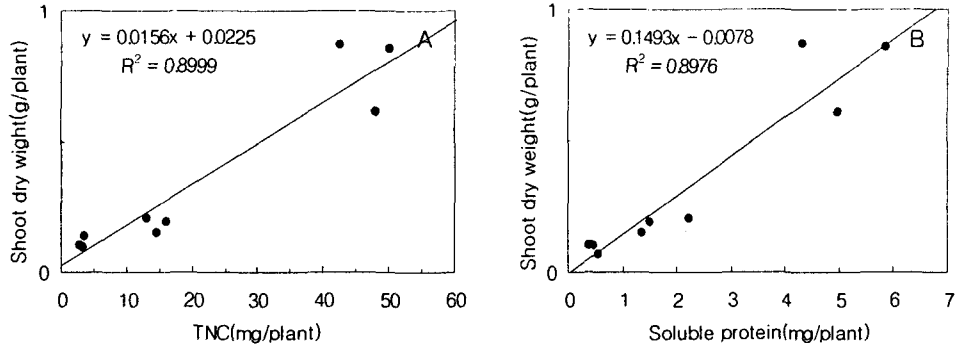 1
y = 0.0156x + 0.0225
R² = 0.8999
A
Shoot dry wight(g/plant)
0
0 10 20 30 40 50 60
TNC(mg/plant)
1
y = 0.1493x − 0.0078
R² = 0.8976
B
Shoot dry weight(g/plant)
0
0 1 2 3 4 5 6 7
Soluble protein(mg/plant)